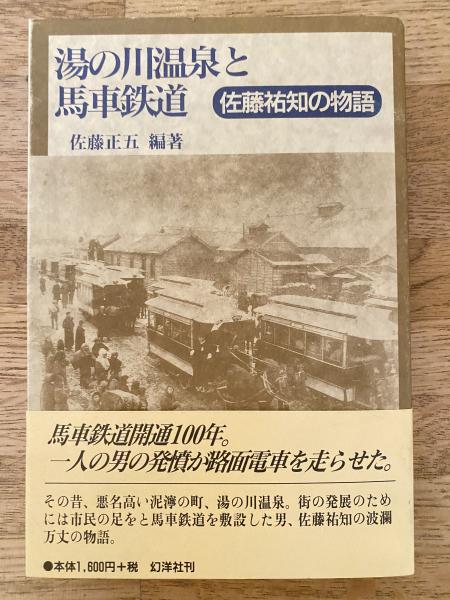 湯の川温泉と
馬車鉄道 佐藤祐知の物語
佐藤正五 編著
馬車鉄道開通100年。
一人の男の発憤が路面電車を走らせた。
その昔、悪名高い泥濘の町、湯の川温泉。街の発展のため
には市民の足をと馬車鉄道を敷設した男、佐藤祐知の波瀾
万丈の物語。
●本体1,600円+税 幻洋社刊